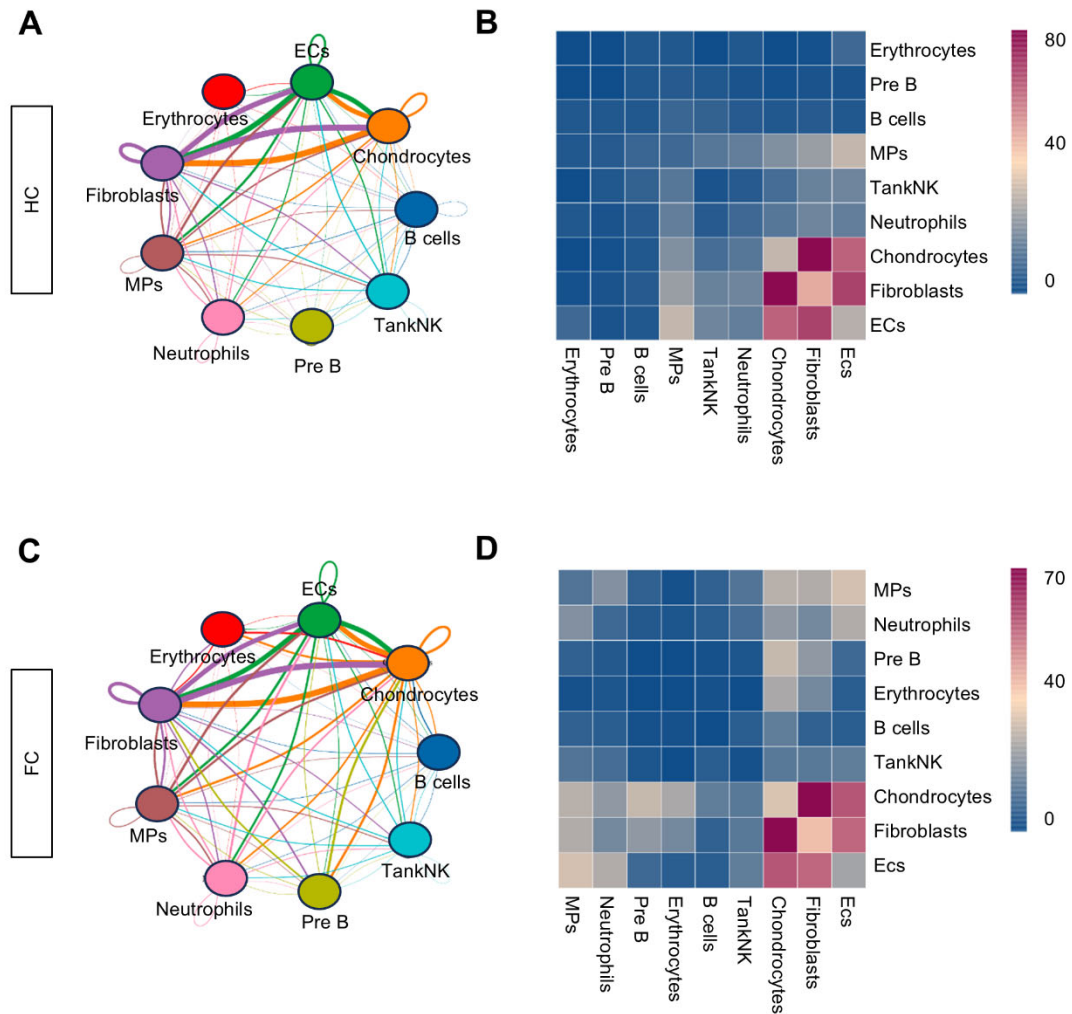 A
HC
ECs
Erythrocytes
Chondrocytes
Fibroblasts
B cells
MPs
TankNK
Neutrophils
Pre B
B
Erythrocytes
Pre B
B cells
MPs
TankNK
Neutrophils
Chondrocytes
Fibroblasts
ECs
Erythrocytes
Pre B
B cells
MPs
TankNK
Neutrophils
Chondrocytes
Fibroblasts
Ecs
80
40
0
C
FC
ECs
Erythrocytes
Chondrocytes
Fibroblasts
B cells
MPs
TankNK
Neutrophils
Pre B
D
MPs
Neutrophils
Pre B
Erythrocytes
B cells
TankNK
Chondrocytes
Fibroblasts
Ecs
MPs
Neutrophils
Pre B
Erythrocytes
B cells
TankNK
Chondrocytes
Fibroblasts
Ecs
70
40
0